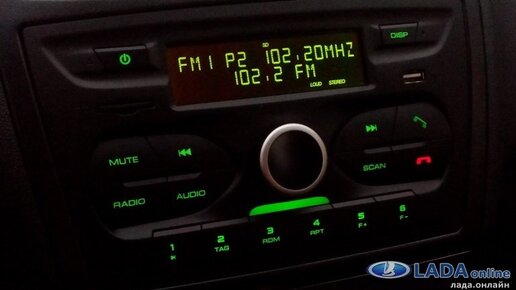 SD
FM1 P2 102,20MHZ
102,2 FM
LOUD STEREO
DISP
MUTE
RADIO AUDIO
SCAN
1 2 3 4 5 6
TAG RDM RPT F+ F-
LADA online
лада.онлайн